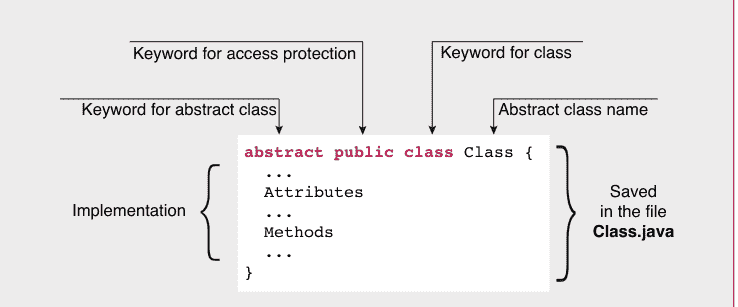 Keyword for access protection
Keyword for class
Keyword for abstract class
Abstract class name
abstract public class Class {
...
Attributes
...
Methods
...
}
Implementation
Saved
in the file
Class.java